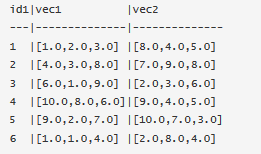 id1|vec1          |vec2
---|--------------|--------------
1  |[1.0,2.0,3.0] |[8.0,4.0,5.0]
2  |[4.0,3.0,8.0] |[7.0,9.0,8.0]
3  |[6.0,1.0,9.0] |[2.0,3.0,6.0]
4  |[10.0,8.0,6.0]|[9.0,4.0,5.0]
5  |[9.0,2.0,7.0] |[10.0,7.0,3.0]
6  |[1.0,1.0,4.0] |[2.0,8.0,4.0]